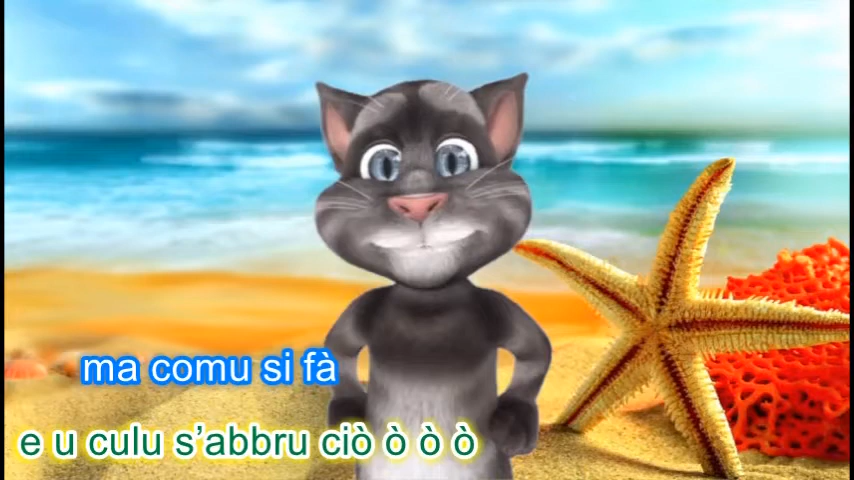 ma comu si fà
e u culu s’abbru ciò ò ò ò